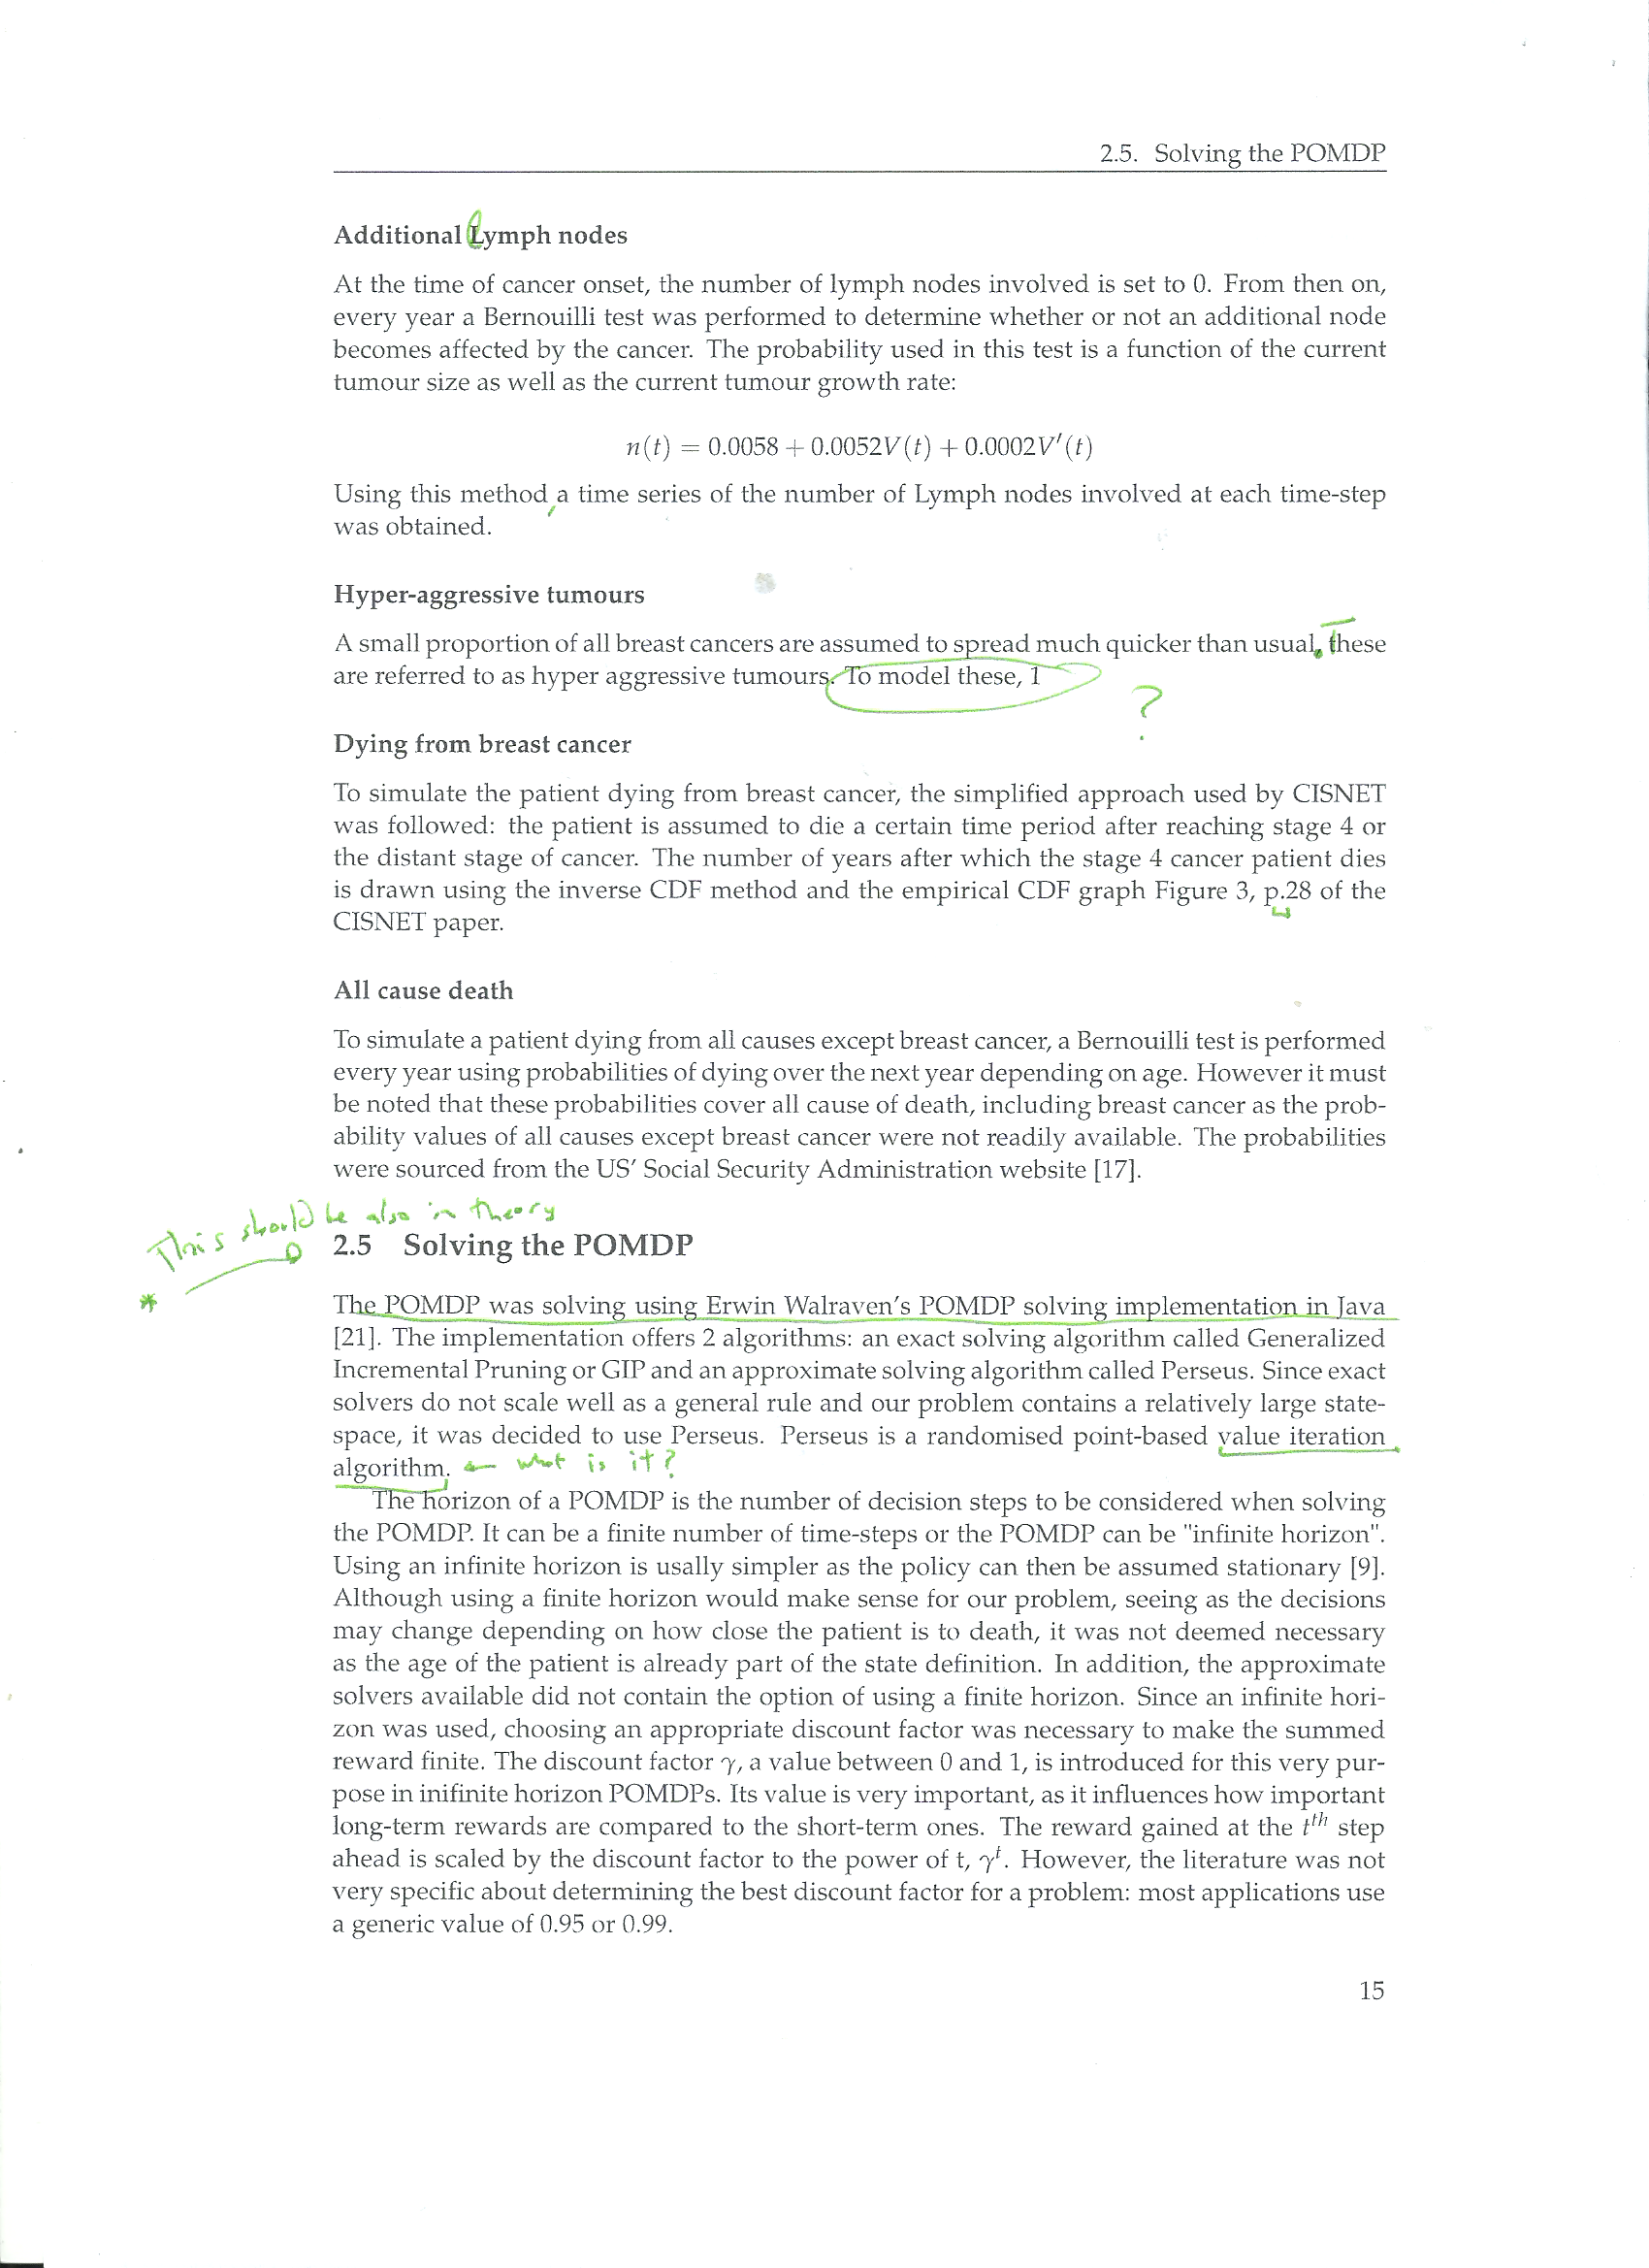 2.5. Solving the POMDP
Additional Lymph nodes
At the time of cancer onset, the number of lymph nodes involved is set to 0. From then on,
every year a Bernouilli test was performed to determine whether or not an additional node
becomes affected by the cancer. The probability used in this test is a function of the current
tumour size as well as the current tumour growth rate:
n(t) = 0.0058 + 0.0052V(t) + 0.0002V′(t)
Using this method, a time series of the number of Lymph nodes involved at each time-step
was obtained.
Hyper-aggressive tumours
A small proportion of all breast cancers are assumed to spread much quicker than usual, these
are referred to as hyper aggressive tumours. To model these, 1
?
Dying from breast cancer
To simulate the patient dying from breast cancer, the simplified approach used by CISNET
was followed: the patient is assumed to die a certain time period after reaching stage 4 or
the distant stage of cancer. The number of years after which the stage 4 cancer patient dies
is drawn using the inverse CDF method and the empirical CDF graph Figure 3, p.28 of the
CISNET paper.
All cause death
To simulate a patient dying from all causes except breast cancer, a Bernouilli test is performed
every year using probabilities of dying over the next year depending on age. However it must
be noted that these probabilities cover all cause of death, including breast cancer as the prob-
ability values of all causes except breast cancer were not readily available. The probabilities
were sourced from the US' Social Security Administration website [17].
* This should be also in theory
2.5 Solving the POMDP
The POMDP was solving using Erwin Walraven's POMDP solving implementation in Java
[21]. The implementation offers 2 algorithms: an exact solving algorithm called Generalized
Incremental Pruning or GIP and an approximate solving algorithm called Perseus. Since exact
solvers do not scale well as a general rule and our problem contains a relatively large state-
space, it was decided to use Perseus. Perseus is a randomised point-based value iteration
algorithm. ← what is it?
The horizon of a POMDP is the number of decision steps to be considered when solving
the POMDP. It can be a finite number of time-steps or the POMDP can be "infinite horizon".
Using an infinite horizon is usally simpler as the policy can then be assumed stationary [9].
Although using a finite horizon would make sense for our problem, seeing as the decisions
may change depending on how close the patient is to death, it was not deemed necessary
as the age of the patient is already part of the state definition. In addition, the approximate
solvers available did not contain the option of using a finite horizon. Since an infinite hori-
zon was used, choosing an appropriate discount factor was necessary to make the summed
reward finite. The discount factor γ, a value between 0 and 1, is introduced for this very pur-
pose in inifinite horizon POMDPs. Its value is very important, as it influences how important
long-term rewards are compared to the short-term ones. The reward gained at the tᵗʰ step
ahead is scaled by the discount factor to the power of t, γᵗ. However, the literature was not
very specific about determining the best discount factor for a problem: most applications use
a generic value of 0.95 or 0.99.
15